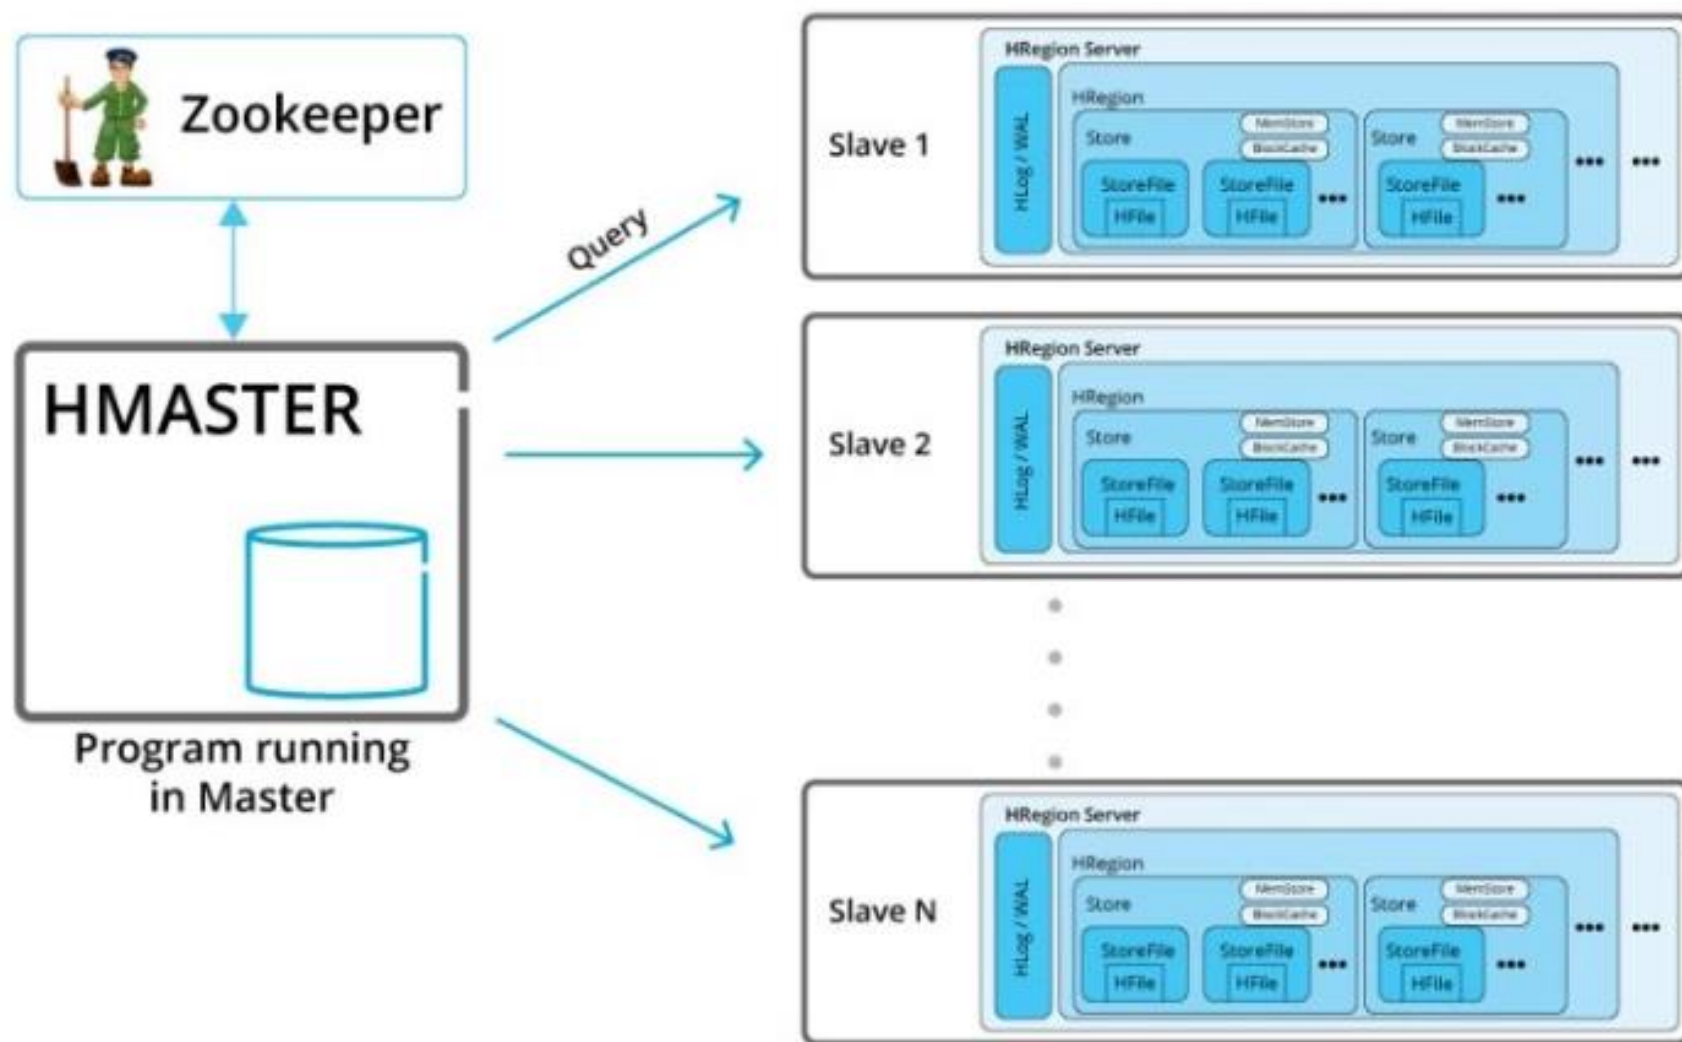 Zookeeper
HMASTER
Program running
in Master
Query
Slave 1
HRegion Server
HLog / WAL
HRegion
Store
MemStore
BlockCache
StoreFile
HFile
StoreFile
HFile
Store
MemStore
BlockCache
StoreFile
HFile
Slave 2
HRegion Server
HLog / WAL
HRegion
Store
MemStore
BlockCache
StoreFile
HFile
StoreFile
HFile
Store
MemStore
BlockCache
StoreFile
HFile
Slave N
HRegion Server
HLog / WAL
HRegion
Store
MemStore
BlockCache
StoreFile
HFile
StoreFile
HFile
Store
MemStore
BlockCache
StoreFile
HFile